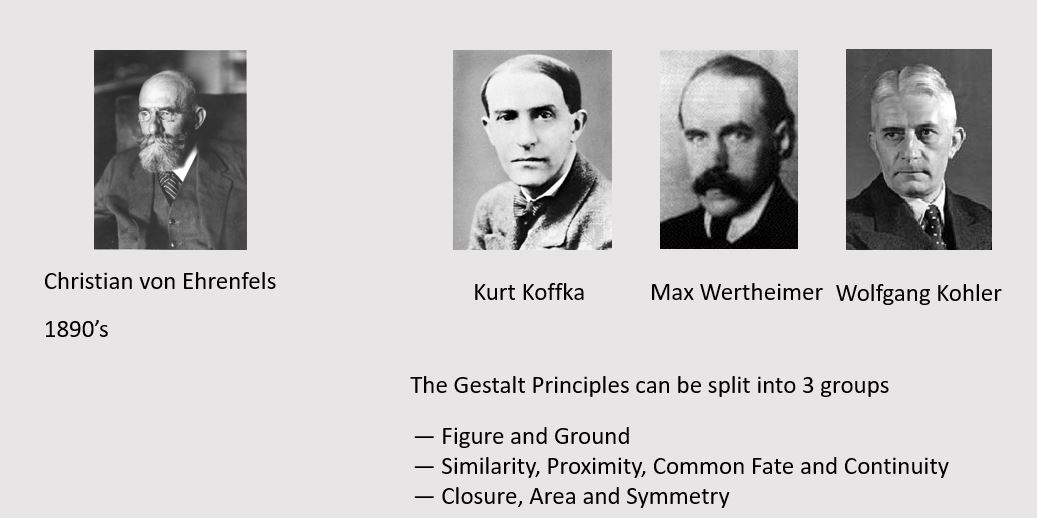 Christian von Ehrenfels
1890’s
Kurt Koffka
Max Wertheimer
Wolfgang Kohler
The Gestalt Principles can be split into 3 groups
— Figure and Ground
— Similarity, Proximity, Common Fate and Continuity
— Closure, Area and Symmetry